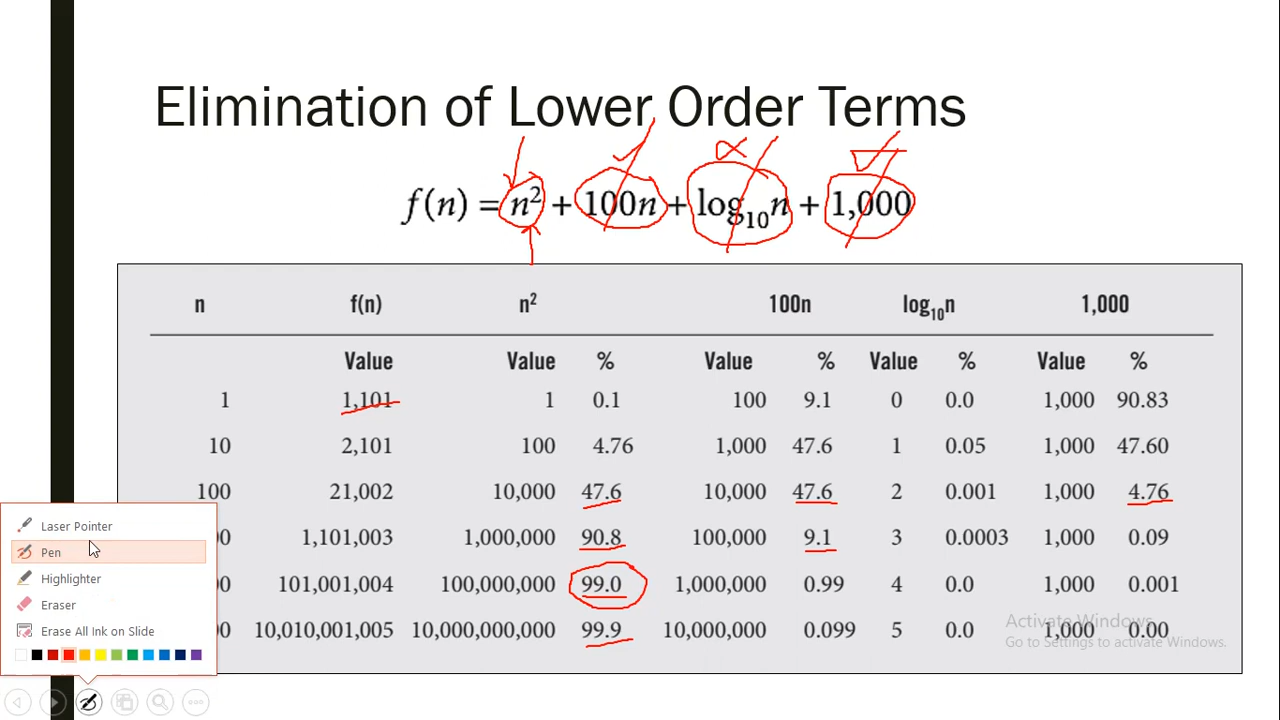 Elimination of Lower Order Terms
f(n) = n² + 100n + log₁₀n + 1,000
n f(n) n² 100n log₁₀n 1,000
Value Value % Value % Value % Value %
1 1,101 1 0.1 100 9.1 0 0.0 1,000 90.83
10 2,101 100 4.76 1,000 47.6 1 0.05 1,000 47.60
100 21,002 10,000 47.6 10,000 47.6 2 0.001 1,000 4.76
00 1,101,003 1,000,000 90.8 100,000 9.1 3 0.0003 1,000 0.09
00 101,001,004 100,000,000 99.0 1,000,000 0.99 4 0.0 1,000 0.001
00 10,010,001,005 10,000,000,000 99.9 10,000,000 0.099 5 0.0 1,000 0.00
Laser Pointer
Pen
Highlighter
Eraser
Erase All Ink on Slide
Activate Windows
Go to Settings to activate Windows.